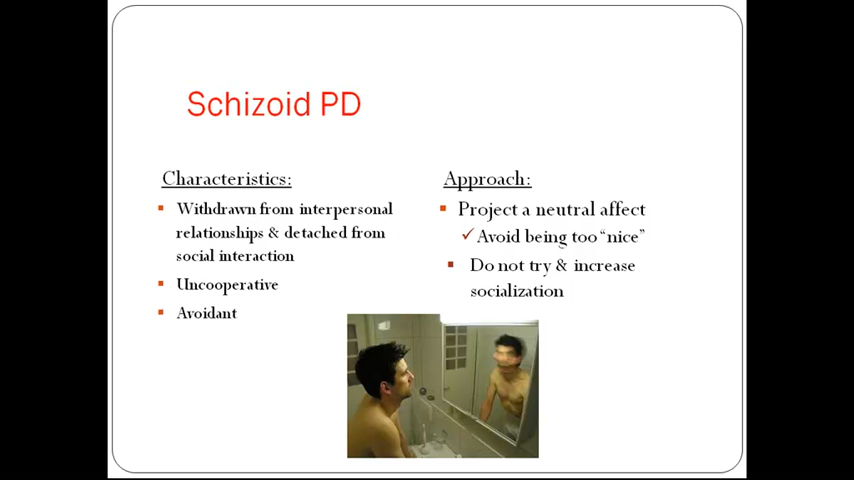 Schizoid PD
Characteristics:
Withdrawn from interpersonal
relationships & detached from
social interaction
Uncooperative
Avoidant
Approach:
Project a neutral affect
Avoid being too “nice”
Do not try & increase
socialization